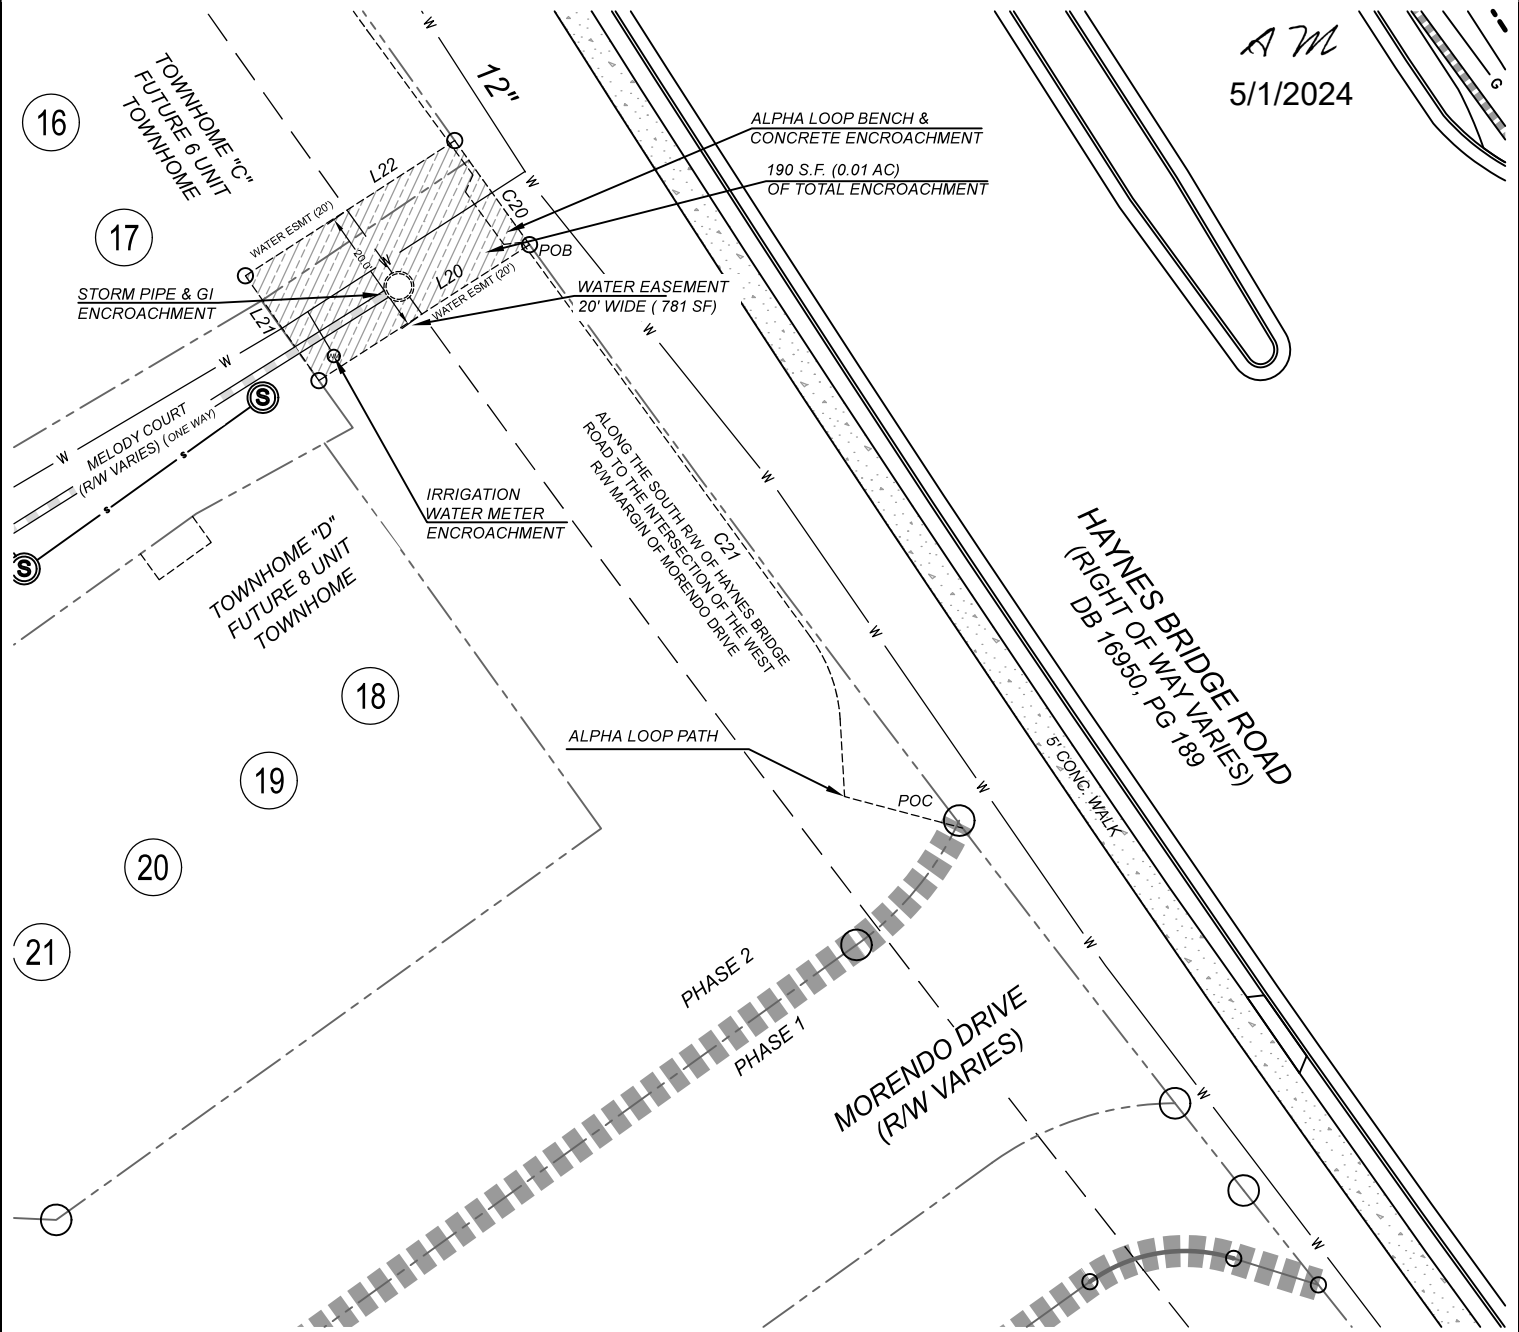 A M
5/1/2024
G
W
12"
16
TOWNHOME "C"
FUTURE 6 UNIT
TOWNHOME
ALPHA LOOP BENCH &
CONCRETE ENCROACHMENT
190 S.F. (0.01 AC)
OF TOTAL ENCROACHMENT
L22
W
C20
WATER ESMT (20')
17
POB
20.0'
W
L20
WATER ESMT (20')
STORM PIPE & GI
ENCROACHMENT
WATER EASEMENT
20' WIDE ( 781 SF)
L21
W
WM
W
S
MELODY COURT
(R/W VARIES) (ONE WAY)
W
S
S
S
IRRIGATION
WATER METER
ENCROACHMENT
W
ALONG THE SOUTH R/W OF HAYNES BRIDGE
ROAD TO THE INTERSECTION OF THE WEST
R/W MARGIN OF MORENDO DRIVE
C21
TOWNHOME "D"
FUTURE 8 UNIT
TOWNHOME
HAYNES BRIDGE ROAD
(RIGHT OF WAY VARIES)
DB 16950, PG 189
W
18
ALPHA LOOP PATH
5' CONC. WALK
19
W
POC
20
21
W
PHASE 2
PHASE 1
MORENDO DRIVE
(R/W VARIES)
W
W